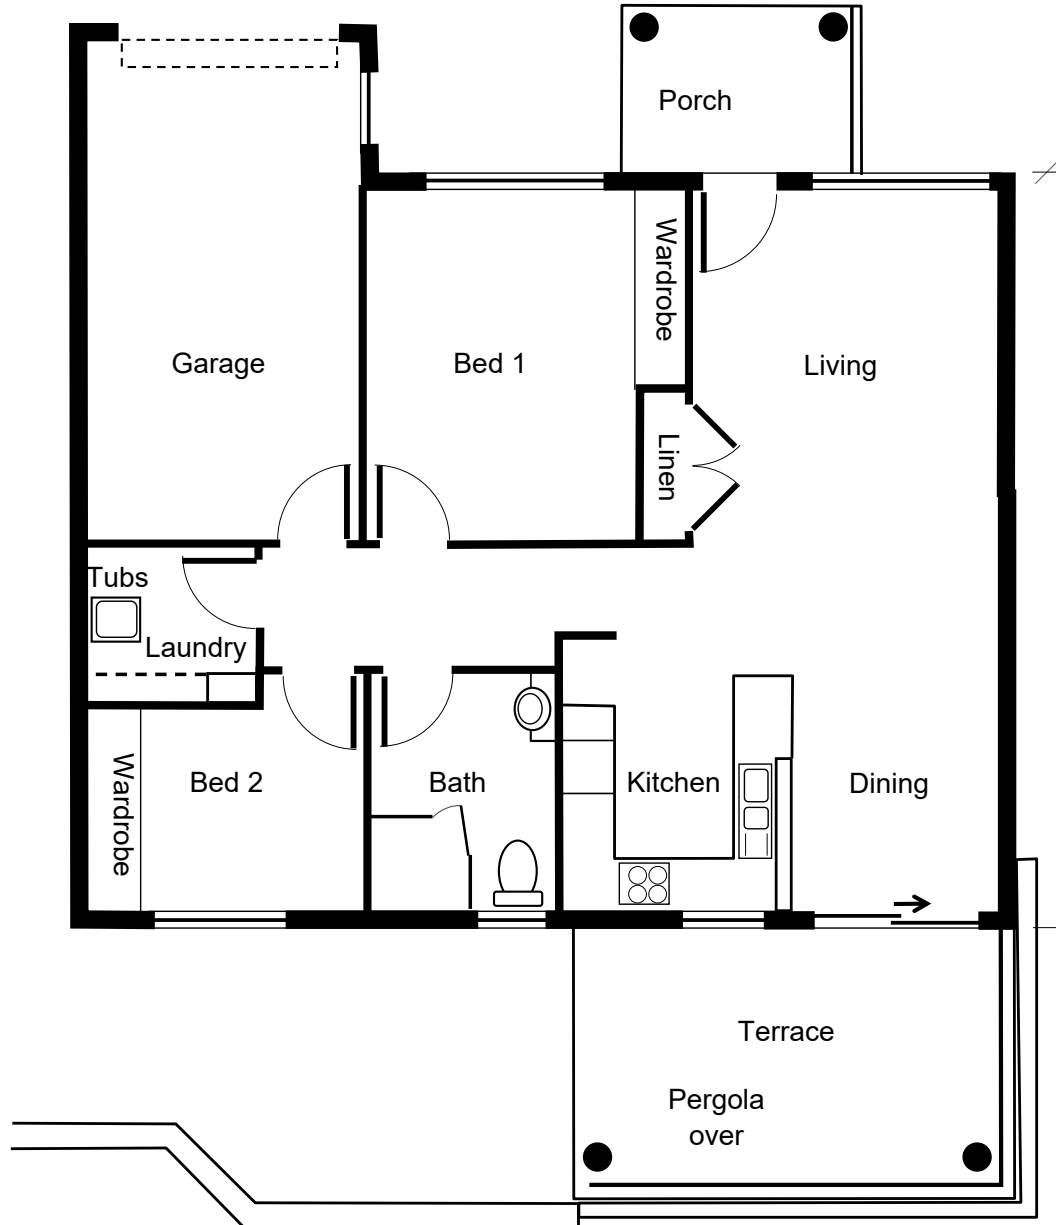 Porch
Wardrobe
Garage
Bed 1
Living
Linen
Tubs
Laundry
Wardrobe
Bed 2
Bath
Kitchen
Dining
Terrace
Pergola
over